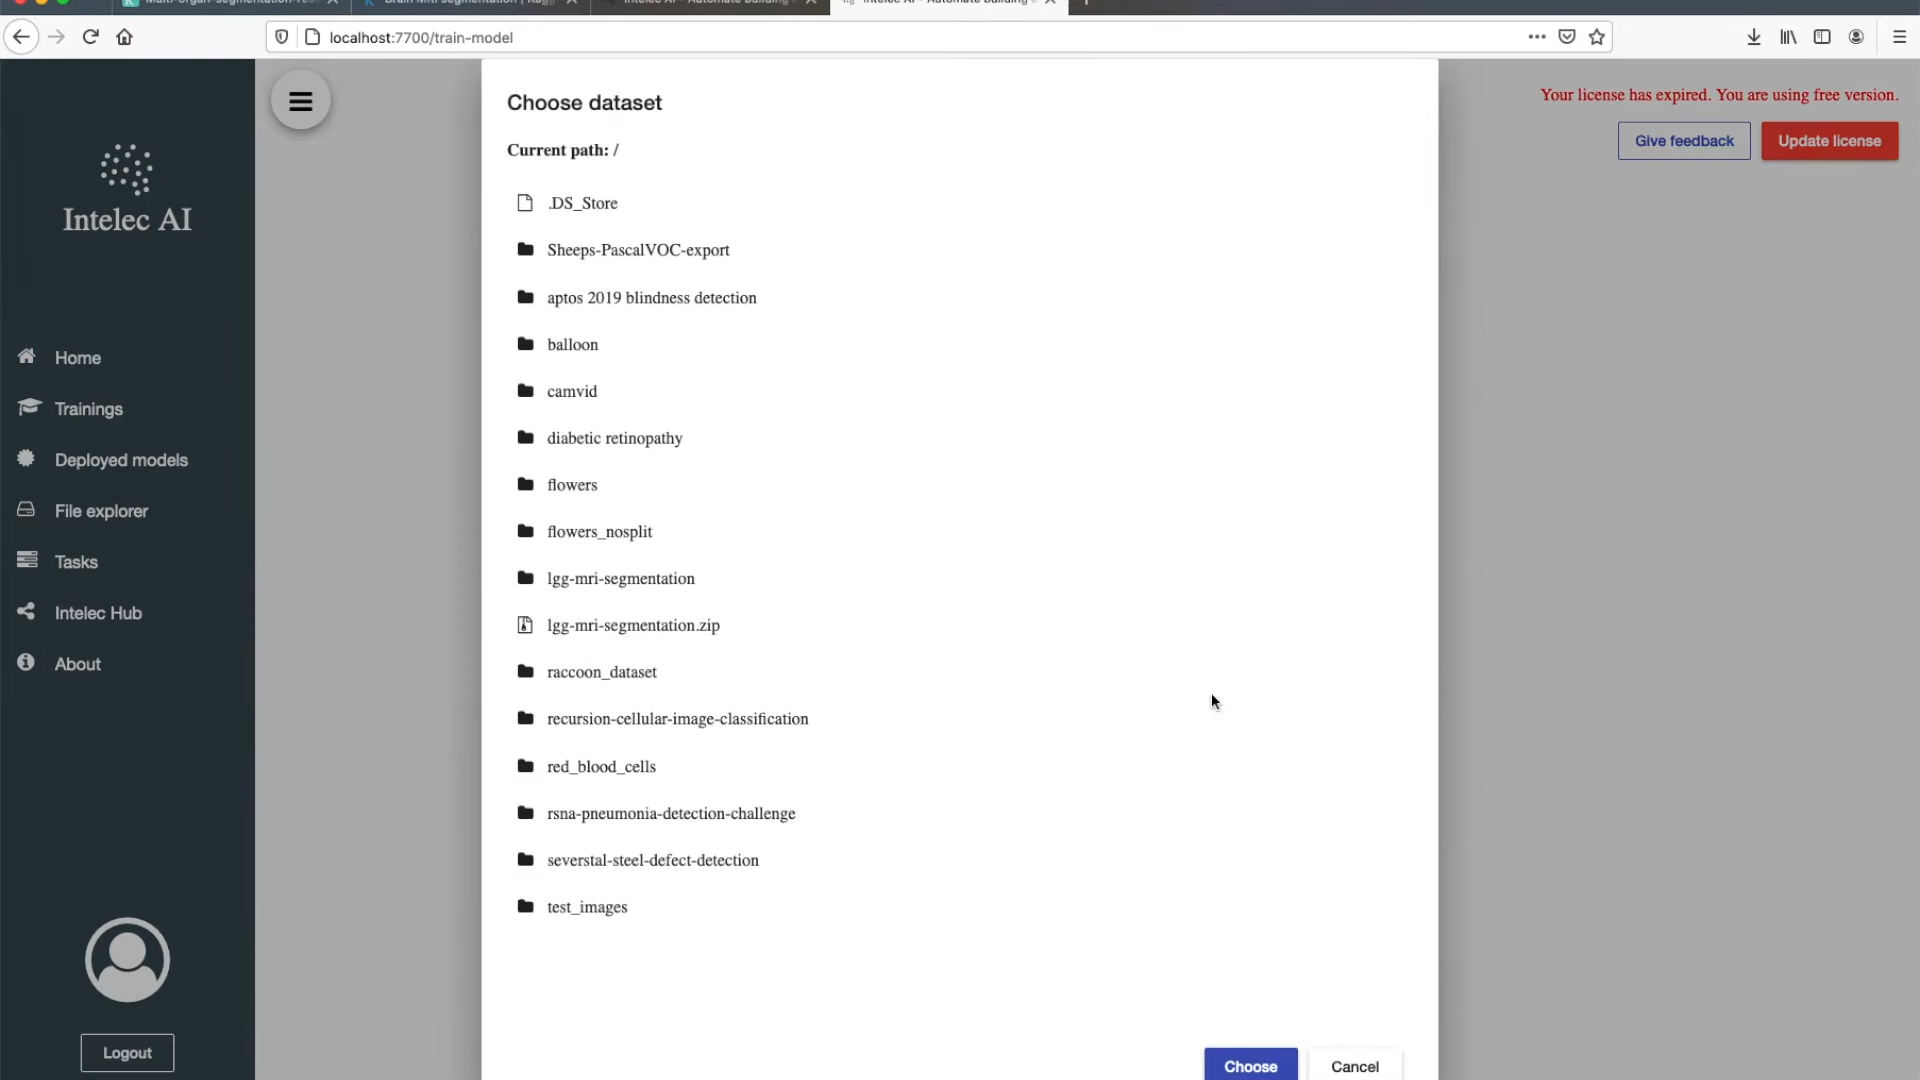 localhost:7700/train-model
Intelec AI
Home
Trainings
Deployed models
File explorer
Tasks
Intelec Hub
About
Logout
Choose dataset
Current path: /
.DS_Store
Sheeps-PascalVOC-export
aptos 2019 blindness detection
balloon
camvid
diabetic retinopathy
flowers
flowers_nosplit
lgg-mri-segmentation
lgg-mri-segmentation.zip
raccoon_dataset
recursion-cellular-image-classification
red_blood_cells
rsna-pneumonia-detection-challenge
severstal-steel-defect-detection
test_images
Choose
Cancel
Your license has expired. You are using free version.
Give feedback
Update license